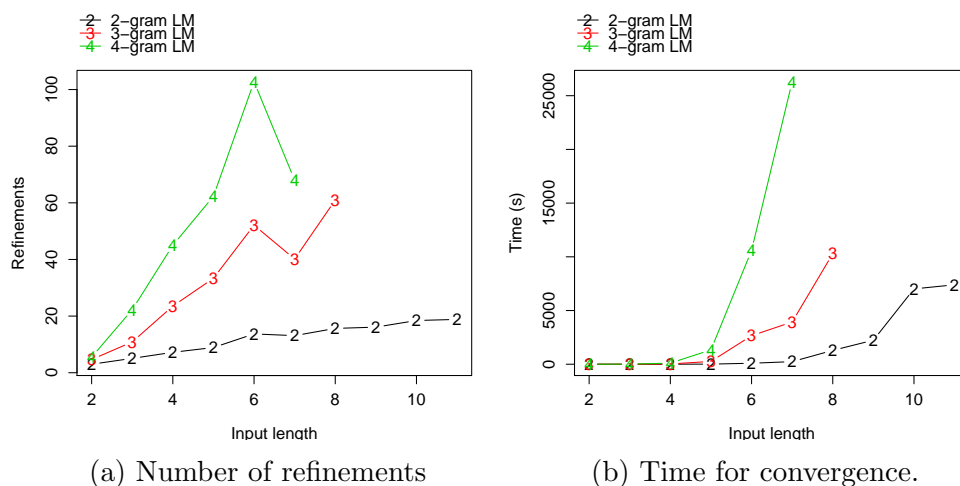 2 2-gram LM
3 3-gram LM
4 4-gram LM
Refinements
0 20 40 60 80 100
2 4 6 8 10
Input length
(a) Number of refinements
2 2-gram LM
3 3-gram LM
4 4-gram LM
Time (s)
0 5000 15000 25000
2 4 6 8 10
Input length
(b) Time for convergence.